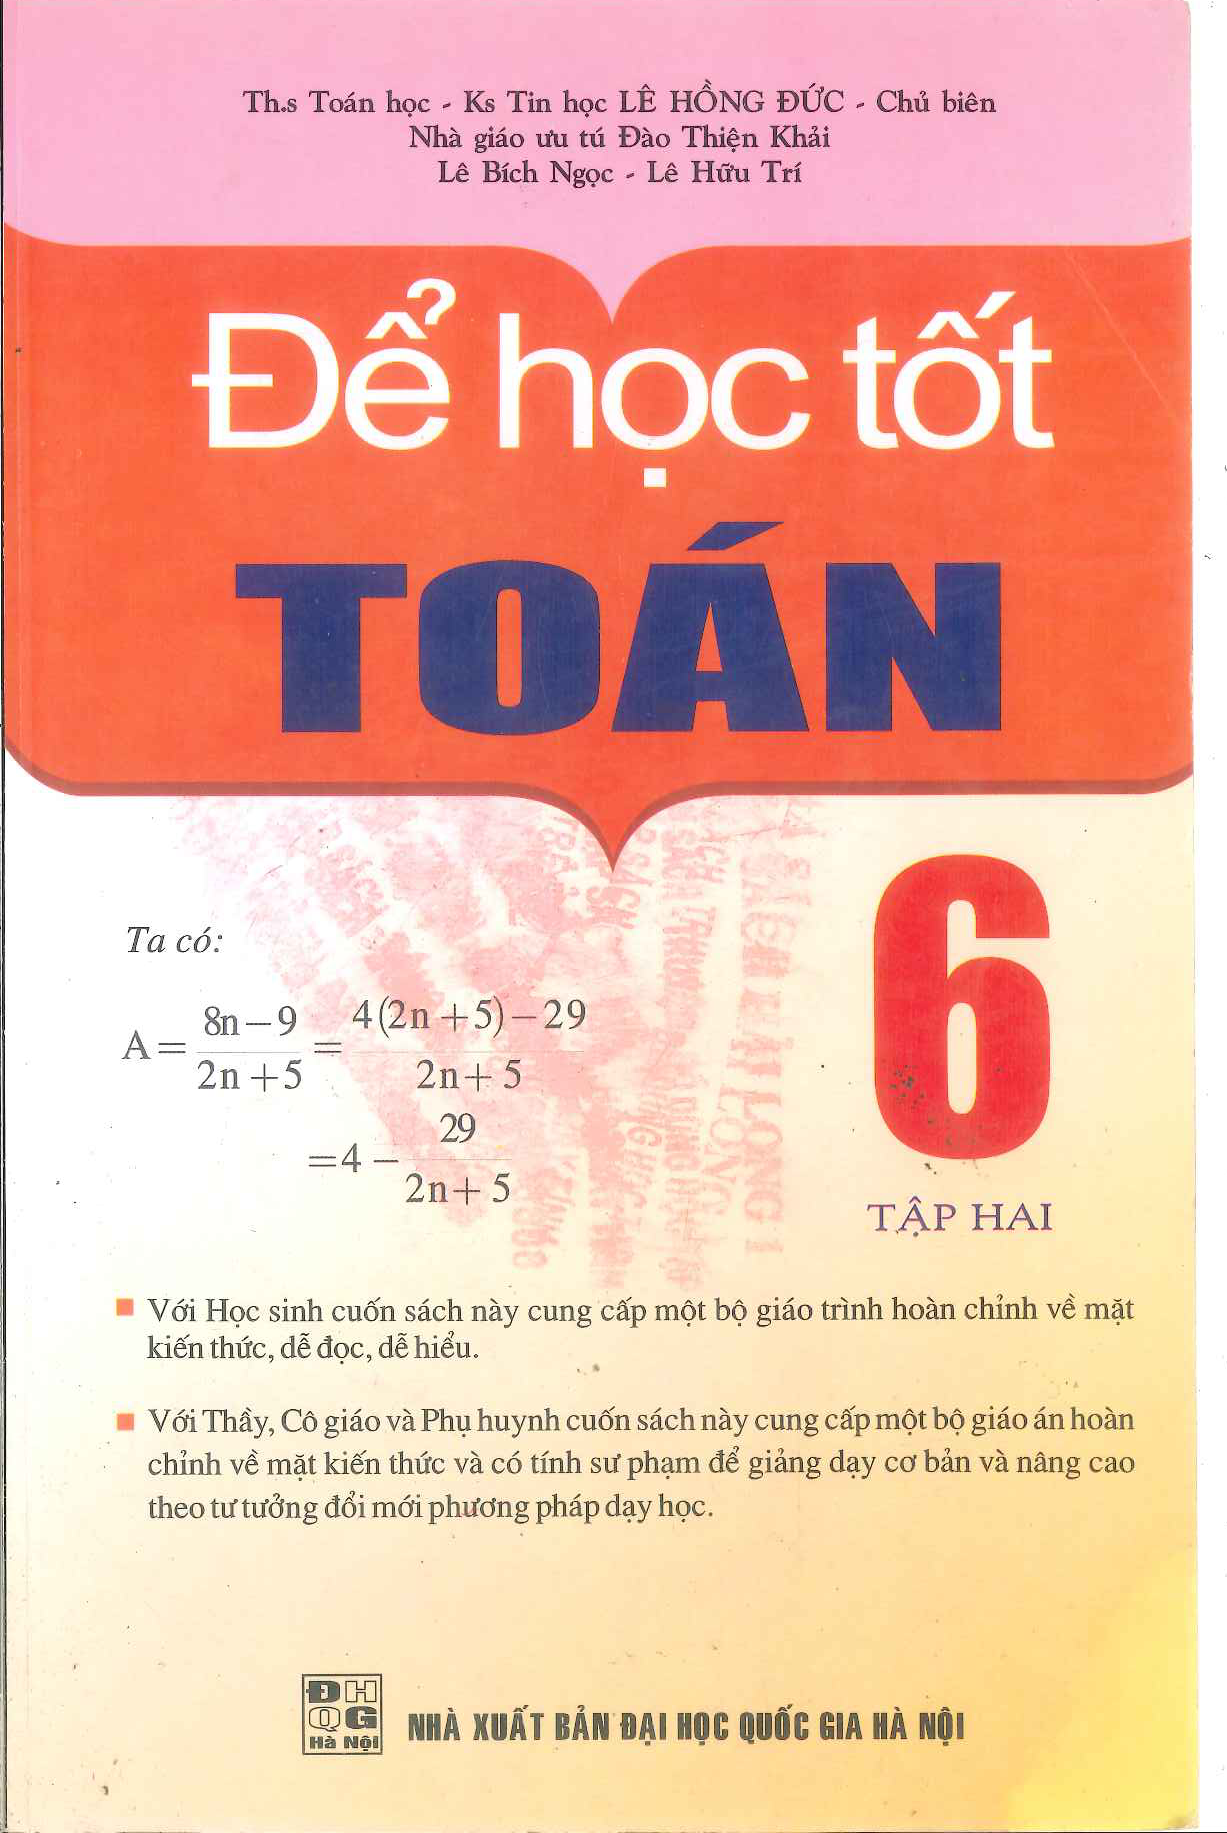 Th.s Toán học - Ks Tin học LÊ HỒNG ĐỨC - Chủ biên
Nhà giáo ưu tú Đào Thiện Khải
Lê Bích Ngọc - Lê Hữu Trí
Để học tốt
TOÁN
6
TẬP HAI
Ta có:
A = (8n − 9)/(2n + 5) = (4(2n + 5) − 29)/(2n + 5)
= 4 − 29/(2n + 5)
Với Học sinh cuốn sách này cung cấp một bộ giáo trình hoàn chỉnh về mặt
kiến thức, dễ đọc, dễ hiểu.
Với Thầy, Cô giáo và Phụ huynh cuốn sách này cung cấp một bộ giáo án hoàn
chỉnh về mặt kiến thức và có tính sư phạm để giảng dạy cơ bản và nâng cao
theo tư tưởng đổi mới phương pháp dạy học.
ĐH
QG
Hà Nội
NHÀ XUẤT BẢN ĐẠI HỌC QUỐC GIA HÀ NỘI